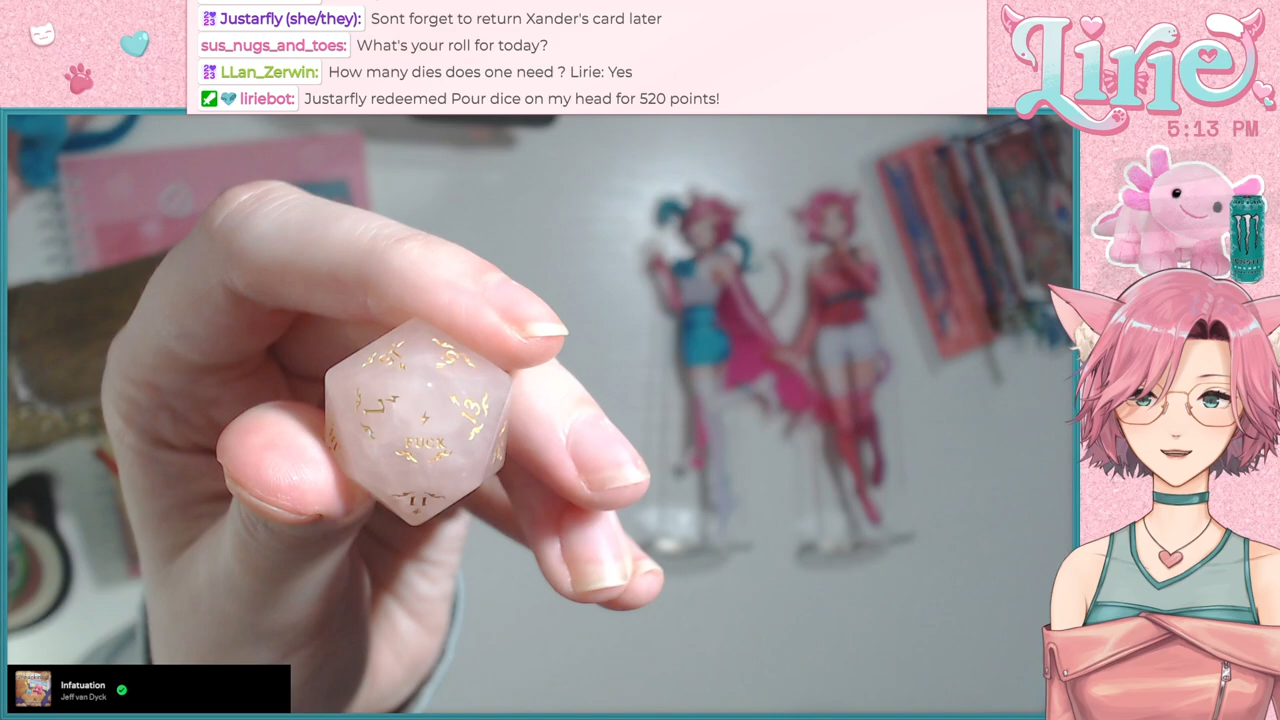 Justarfly (she/they): Sont forget to return Xander's card later
sus_nugs_and_toes: What's your roll for today?
LLan_Zerwin: How many dies does one need ? Lirie: Yes
liriebot: Justarfly redeemed Pour dice on my head for 520 points!
Lirie
5:13 PM
13
FUCK
11
Infatuation
Jeff van Dyck